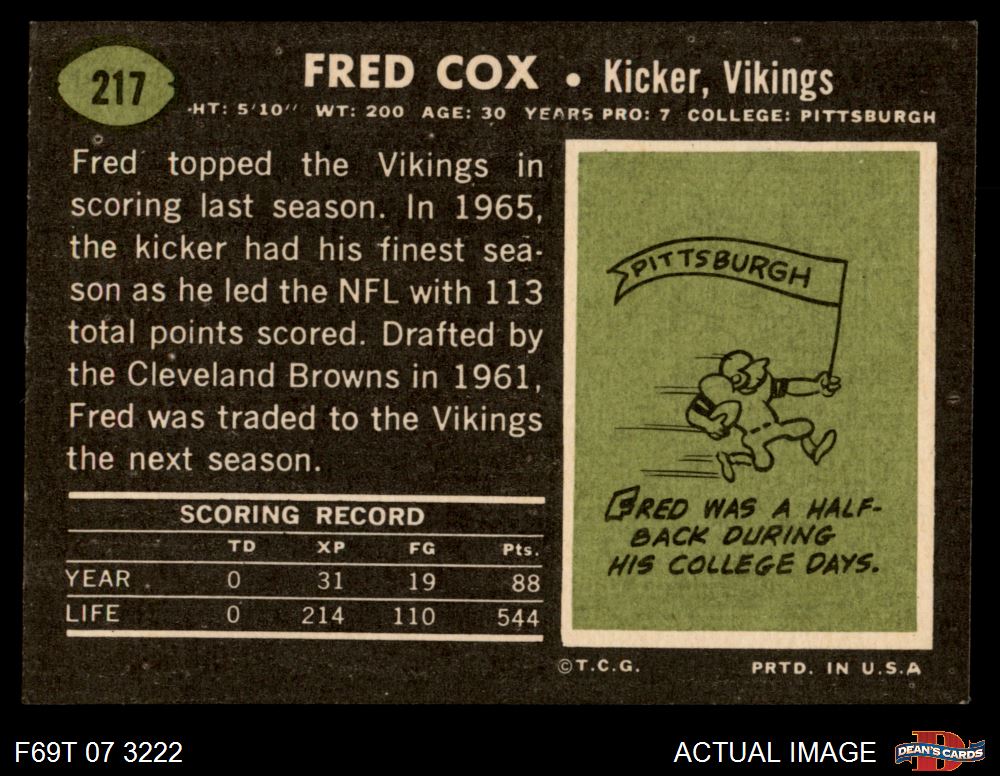 217
FRED COX • Kicker, Vikings
HT: 5'10" WT: 200 AGE: 30 YEARS PRO: 7 COLLEGE: PITTSBURGH
Fred topped the Vikings in
scoring last season. In 1965,
the kicker had his finest sea-
son as he led the NFL with 113
total points scored. Drafted by
the Cleveland Browns in 1961,
Fred was traded to the Vikings
the next season.
SCORING RECORD
TD XP FG Pts.
YEAR 0 31 19 88
LIFE 0 214 110 544
PITTSBURGH
FRED WAS A HALF-
BACK DURING
HIS COLLEGE DAYS.
©T.C.G. PRTD. IN U.S.A
F69T 07 3222
ACTUAL IMAGE
D
DEAN'S CARDS